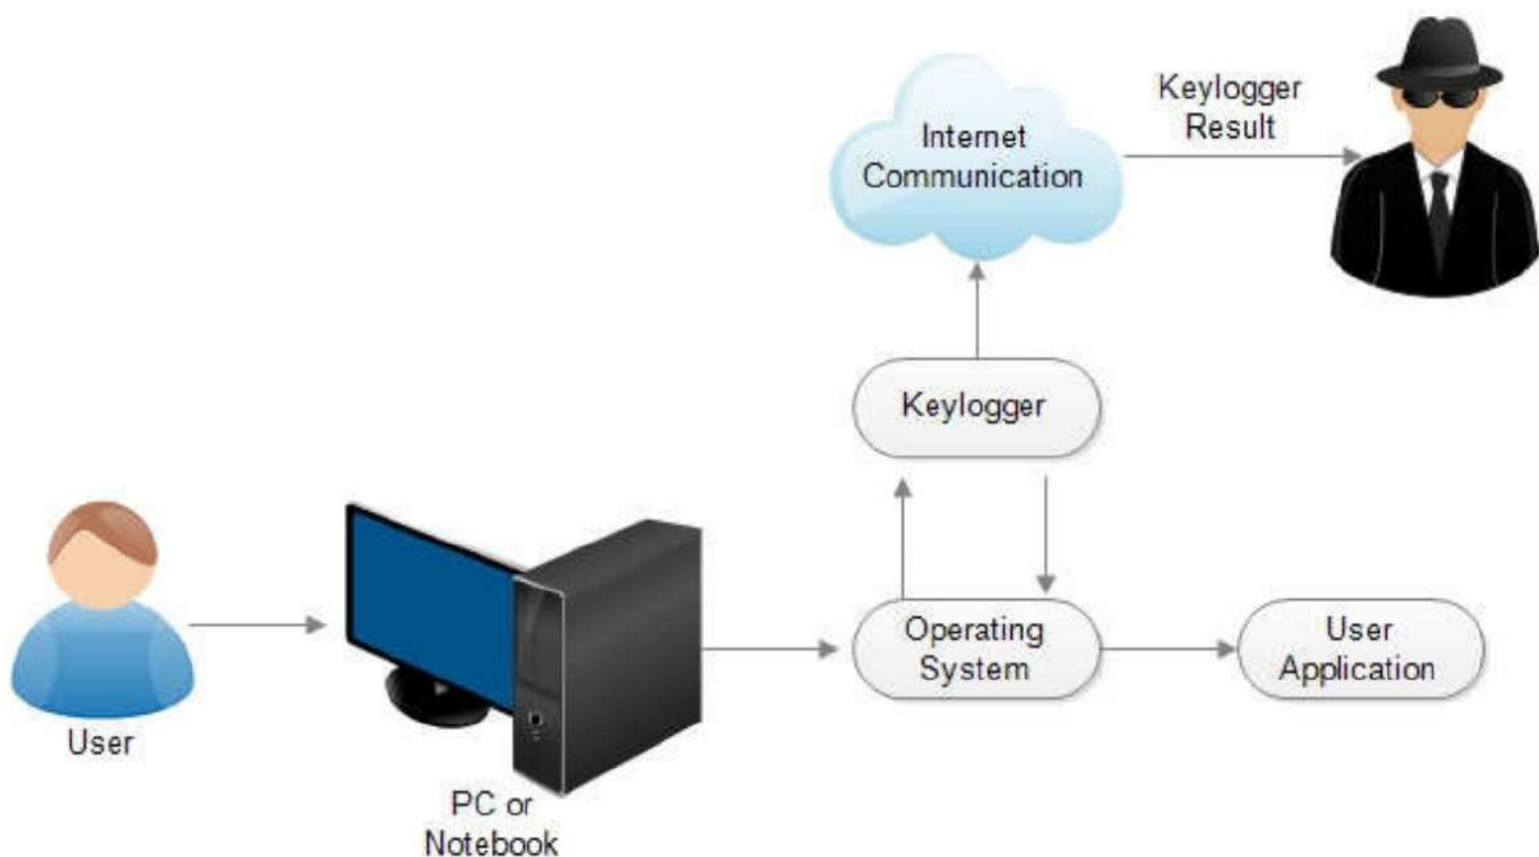 Internet
Communication
Keylogger
Result
Keylogger
Operating
System
User
Application
User
PC or
Notebook